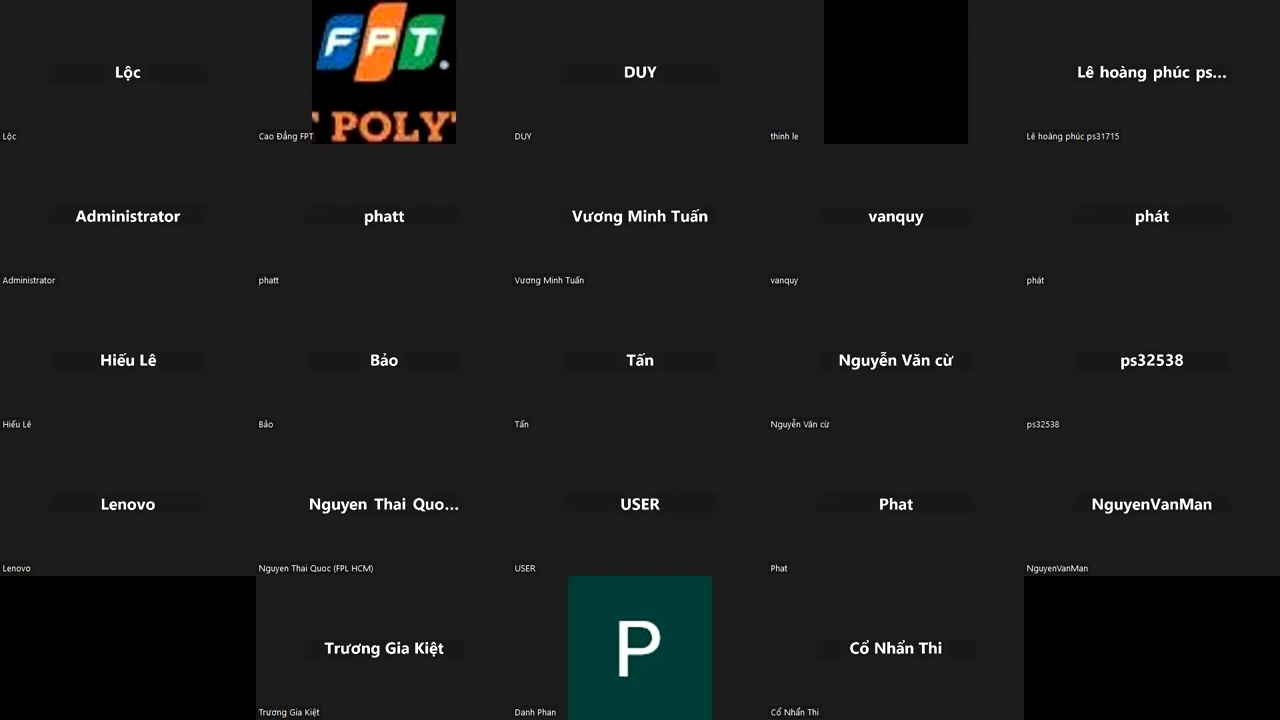 Lộc
Lộc
FPT
T POLY
Cao Đẳng FPT
DUY
DUY
thinh le
Lê hoàng phúc ps...
Lê hoàng phúc ps31715
Administrator
Administrator
phatt
phatt
Vương Minh Tuấn
Vương Minh Tuấn
vanquy
vanquy
phát
phát
Hiếu Lê
Hiếu Lê
Bảo
Bảo
Tấn
Tấn
Nguyễn Văn cừ
Nguyễn Văn cừ
ps32538
ps32538
Lenovo
Lenovo
Nguyen Thai Quo...
Nguyen Thai Quoc (FPL HCM)
USER
USER
Phat
Phat
NguyenVanMan
NguyenVanMan
Trương Gia Kiệt
Trương Gia Kiệt
P
Danh Phan
Cổ Nhẩn Thi
Cổ Nhẩn Thi